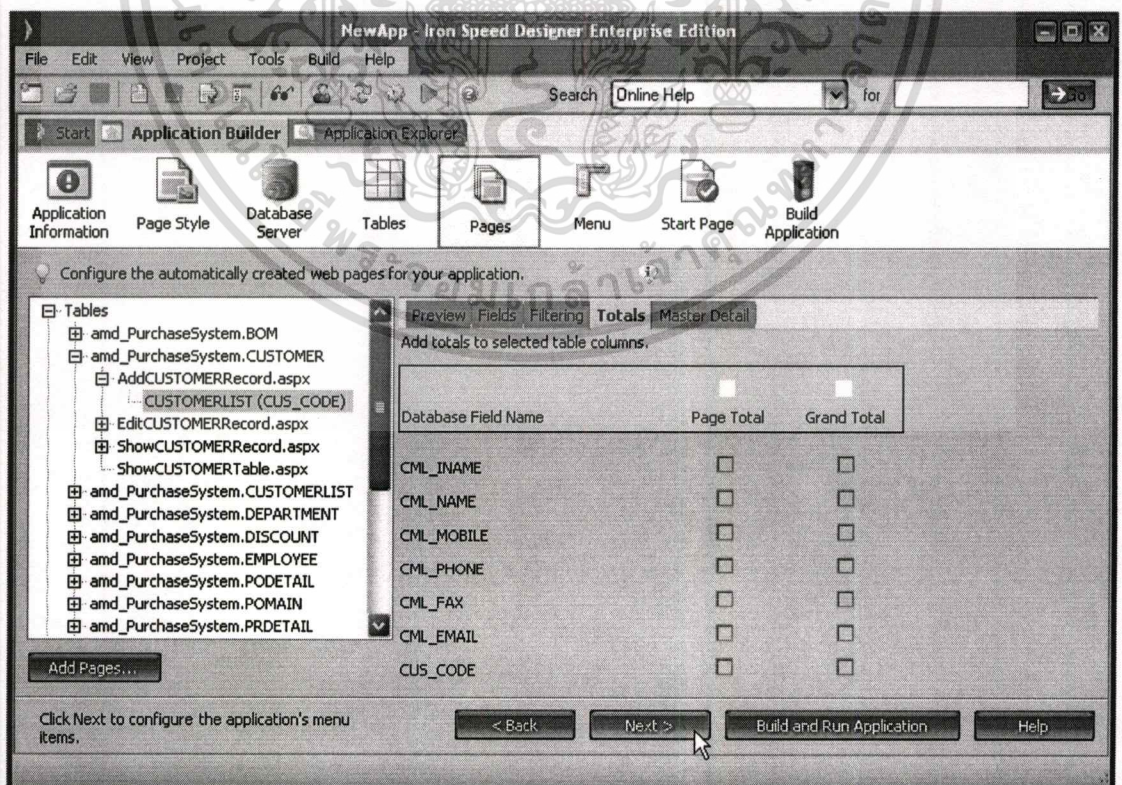 NewApp - Iron Speed Designer Enterprise Edition
File Edit View Project Tools Build Help
Search Online Help for Go
Start Application Builder Application Explorer
Application Information
Page Style
Database Server
Tables
Pages
Menu
Start Page
Build Application
Configure the automatically created web pages for your application.
Tables
amd_PurchaseSystem.BOM
amd_PurchaseSystem.CUSTOMER
AddCUSTOMERRecord.aspx
CUSTOMERLIST (CUS_CODE)
EditCUSTOMERRecord.aspx
ShowCUSTOMERRecord.aspx
ShowCUSTOMERTable.aspx
amd_PurchaseSystem.CUSTOMERLIST
amd_PurchaseSystem.DEPARTMENT
amd_PurchaseSystem.DISCOUNT
amd_PurchaseSystem.EMPLOYEE
amd_PurchaseSystem.PODETAIL
amd_PurchaseSystem.POMAIN
amd_PurchaseSystem.PRDETAIL
Add Pages...
Preview Fields Filtering Totals Master Detail
Add totals to selected table columns.
Database Field Name Page Total Grand Total
CML_INAME
CML_NAME
CML_MOBILE
CML_PHONE
CML_FAX
CML_EMAIL
CUS_CODE
Click Next to configure the application's menu items.
< Back Next > Build and Run Application Help